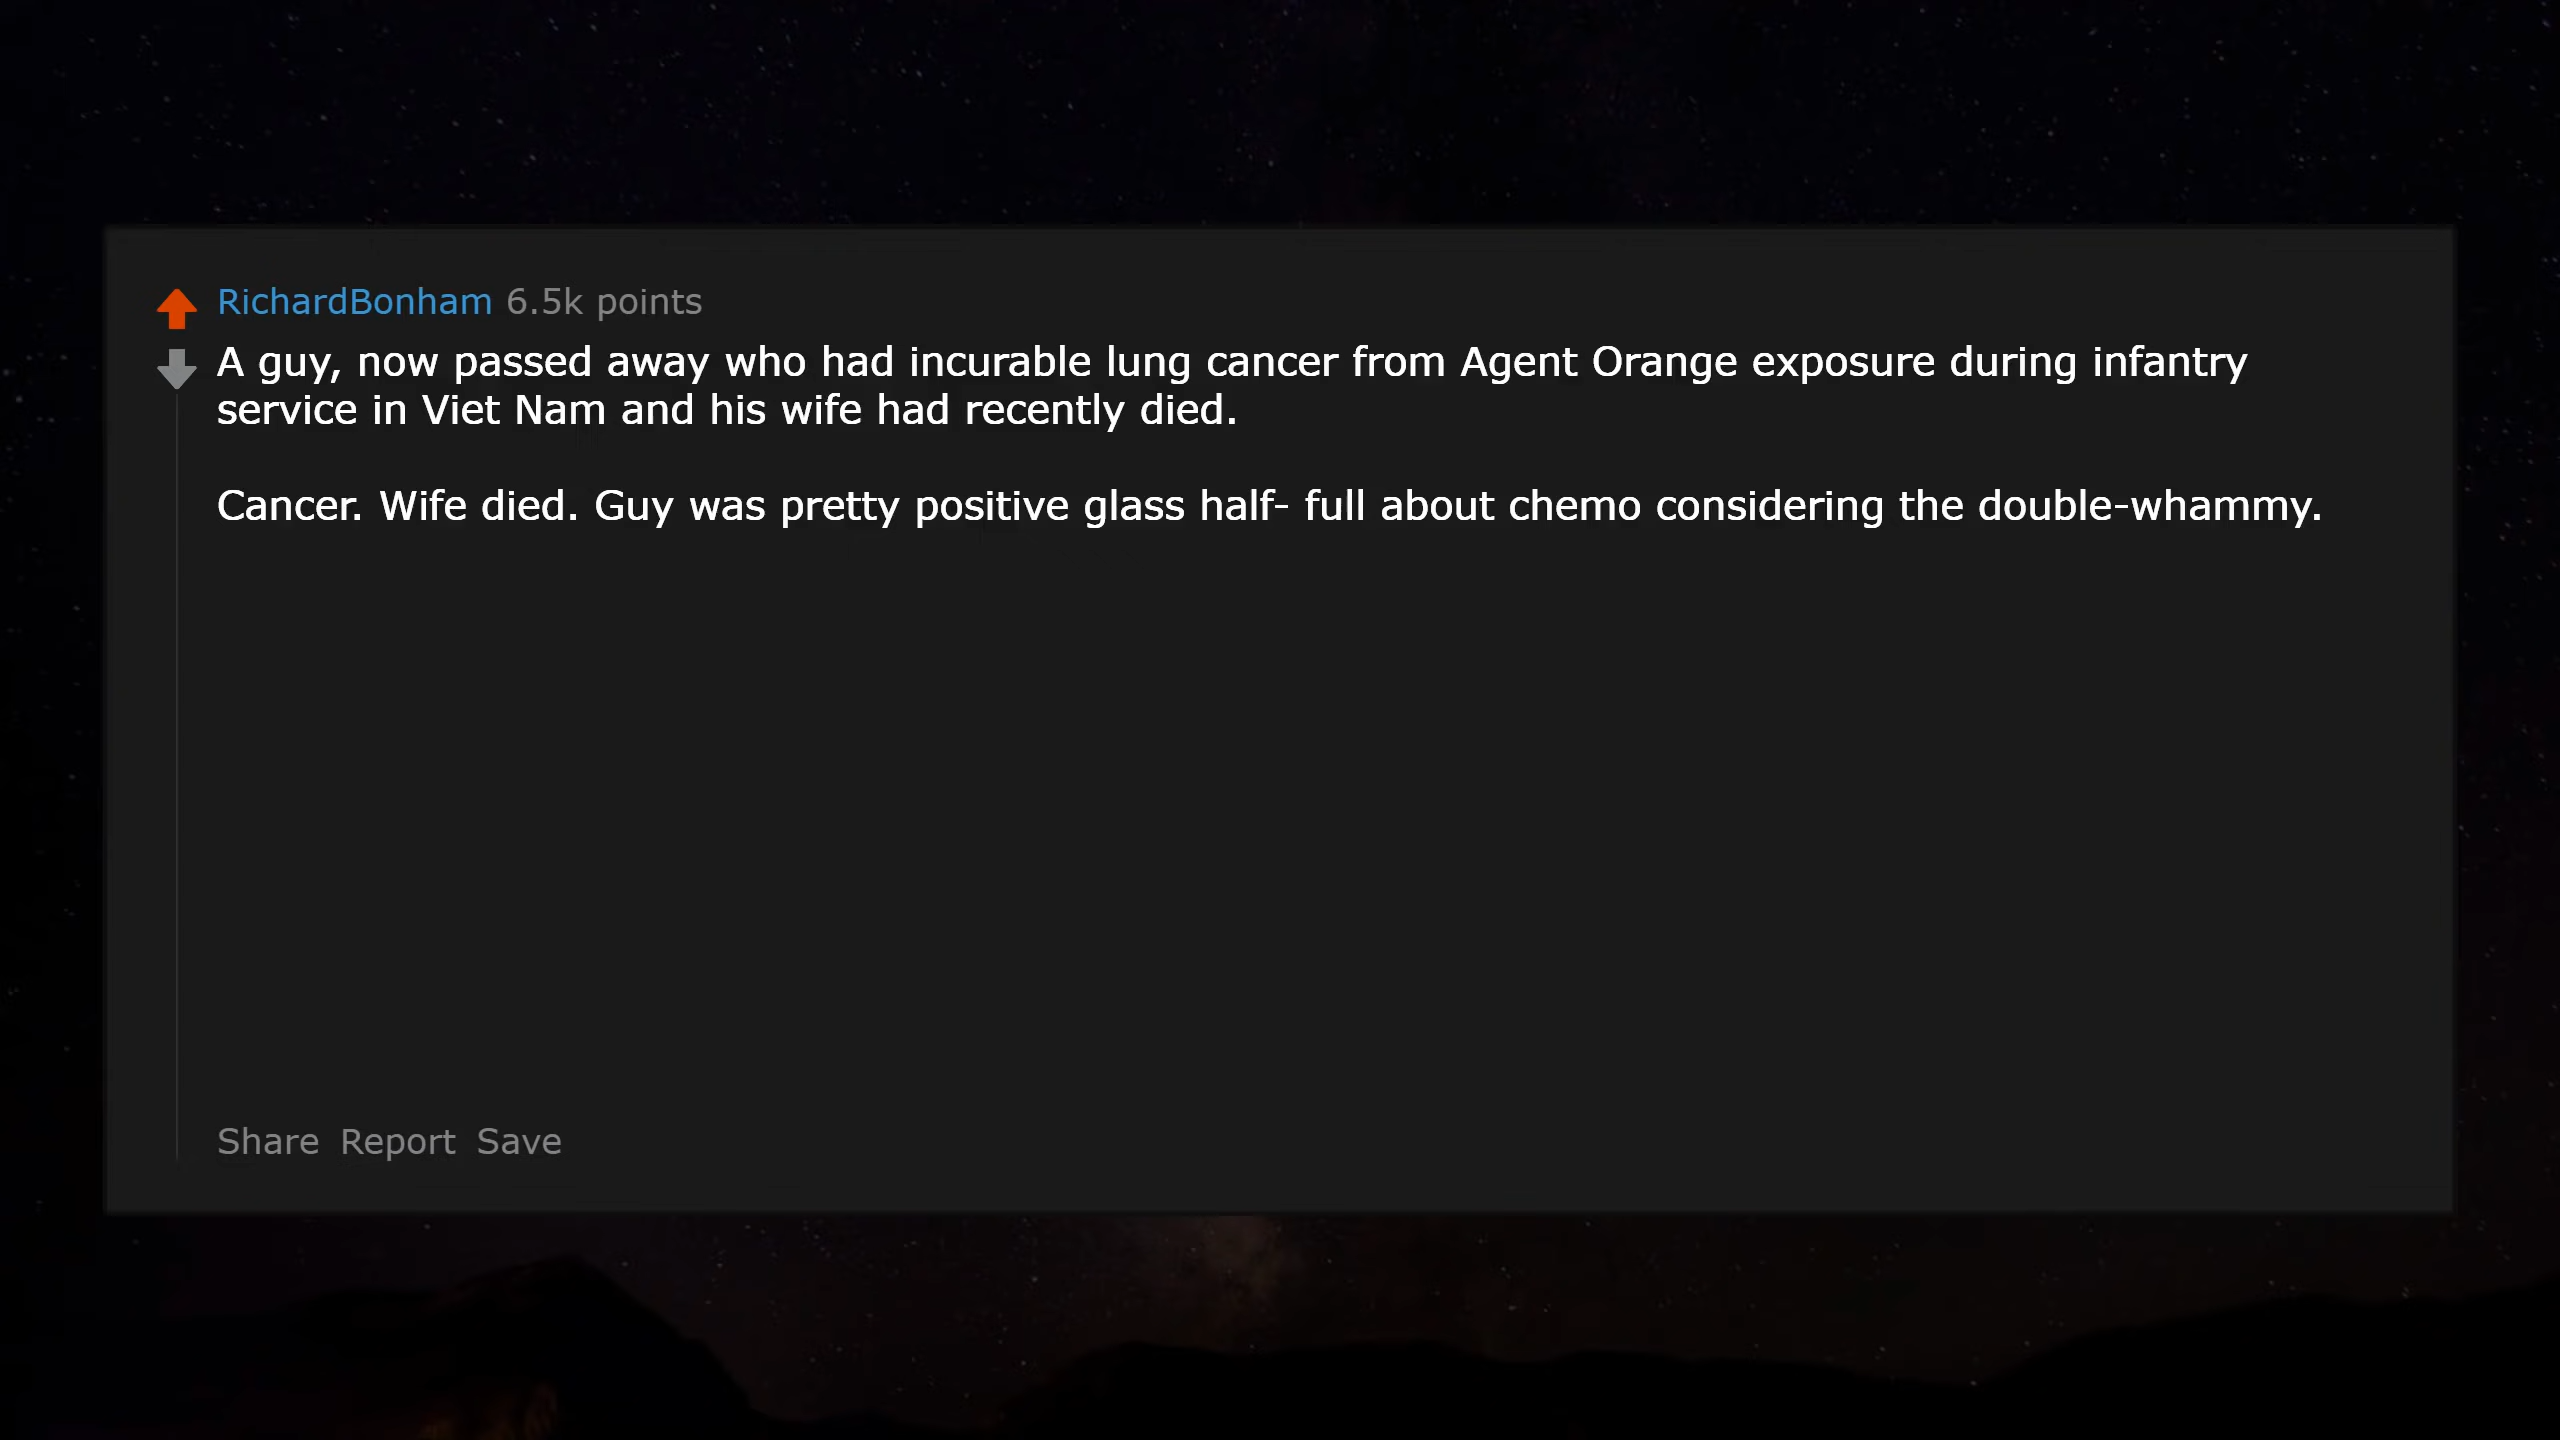 RichardBonham 6.5k points
A guy, now passed away who had incurable lung cancer from Agent Orange exposure during infantry
service in Viet Nam and his wife had recently died.
Cancer. Wife died. Guy was pretty positive glass half- full about chemo considering the double-whammy.
Share Report Save